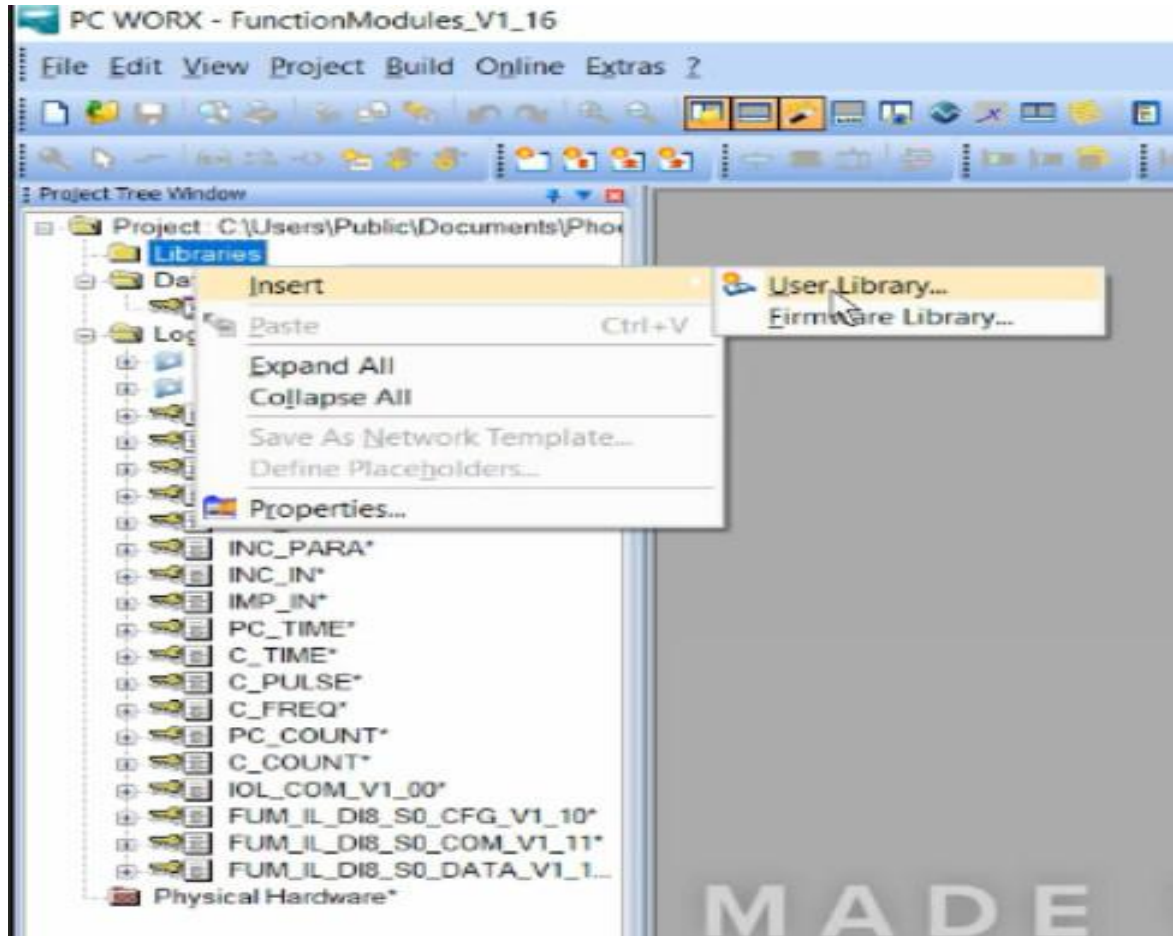 PC WORX - FunctionModules_V1_16
File Edit View Project Build Online Extras ?
Project Tree Window
Project: C:\Users\Public\Documents\Phoe
Libraries
Da
Log
Insert
Paste Ctrl+V
Expand All
Collapse All
Save As Network Template...
Define Placeholders...
Properties...
User Library...
Firmware Library...
INC_PARA*
INC_IN*
IMP_IN*
PC_TIME*
C_TIME*
C_PULSE*
C_FREQ*
PC_COUNT*
C_COUNT*
IOL_COM_V1_00*
FUM_IL_DI8_S0_CFG_V1_10*
FUM_IL_DI8_S0_COM_V1_11*
FUM_IL_DI8_S0_DATA_V1_1...
Physical Hardware*
MADE